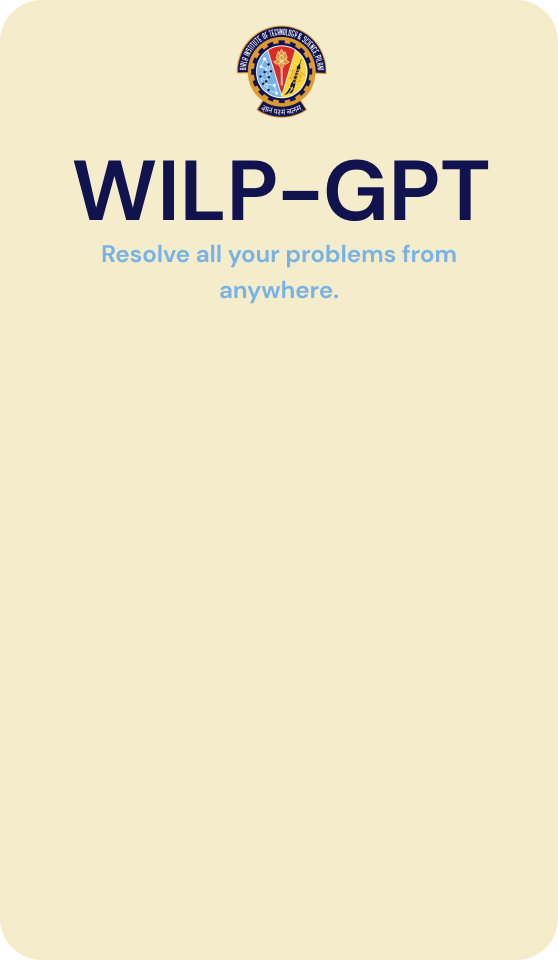 BIRLA INSTITUTE OF TECHNOLOGY & SCIENCE PILANI
ज्ञानं परमं बलम्
WILP–GPT
Resolve all your problems from
anywhere.